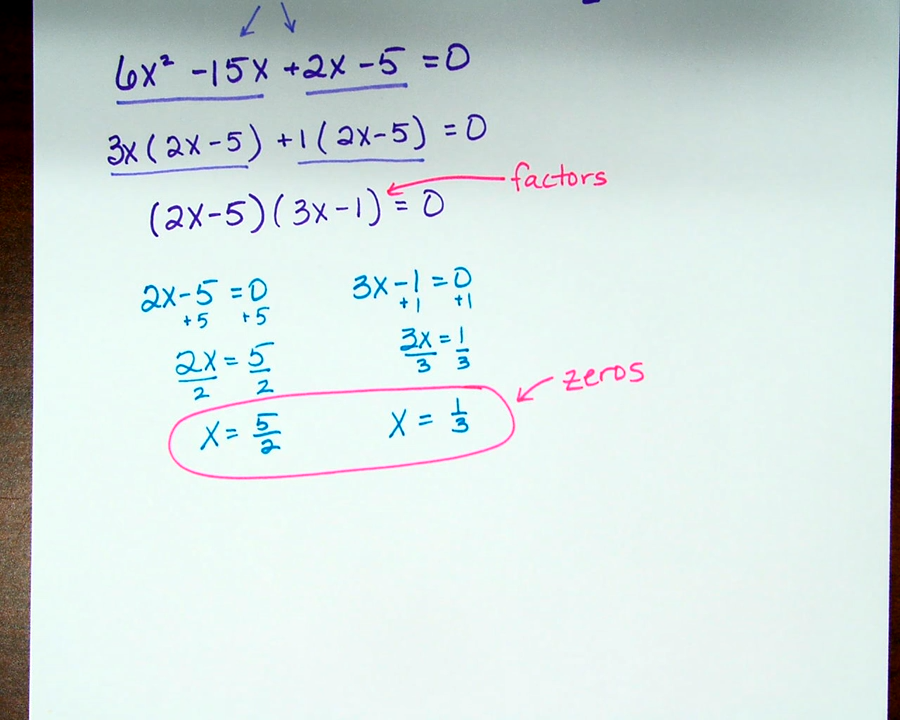 6x² -15x +2x -5 =0
3x(2x-5) +1(2x-5) =0
(2x-5)(3x-1) = 0 factors
2x-5 =0 3x-1 =0
+5 +5 +1 +1
2x/2 = 5/2 3x/3 = 1/3
x = 5/2 x = 1/3 zeros